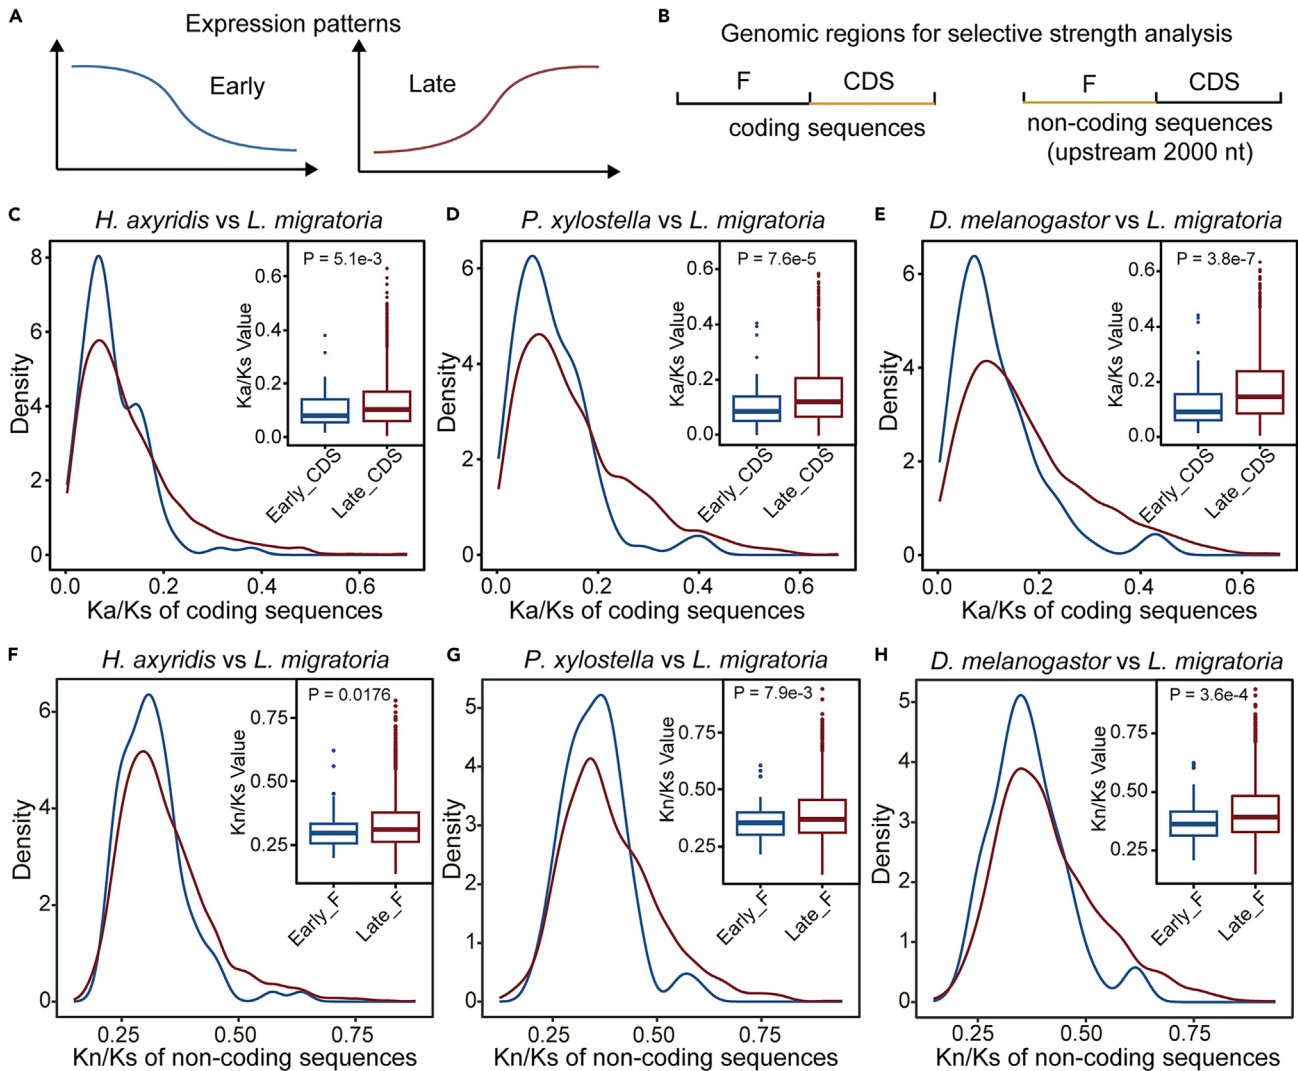 A
Expression patterns
Early
Late
B
Genomic regions for selective strength analysis
F
CDS
coding sequences
F
CDS
non-coding sequences
(upstream 2000 nt)
C
H. axyridis vs L. migratoria
Density
8
6
4
2
0
0.0
0.2
0.4
0.6
Ka/Ks of coding sequences
P = 5.1e-3
Ka/Ks Value
0.6
0.4
0.2
0.0
Early_CDS
Late_CDS
D
P. xylostella vs L. migratoria
Density
6
4
2
0
0.0
0.2
0.4
0.6
Ka/Ks of coding sequences
P = 7.6e-5
Ka/Ks Value
0.6
0.4
0.2
0.0
Early_CDS
Late_CDS
E
D. melanogastor vs L. migratoria
6
4
2
0
Density
0.0
0.2
0.4
0.6
Ka/Ks of coding sequences
P = 3.8e-7
Ka/Ks Value
0.6
0.4
0.2
0.0
Early_CDS
Late_CDS
F
H. axyridis vs L. migratoria
Density
6
4
2
0
0.25
0.50
0.75
Kn/Ks of non-coding sequences
P = 0.0176
Kn/Ks Value
0.75
0.50
0.25
Early_F
Late_F
G
P. xylostella vs L. migratoria
Density
5
4
3
2
1
0
0.25
0.50
0.75
Kn/Ks of non-coding sequences
P = 7.9e-3
Kn/Ks Value
0.75
0.50
0.25
Early_F
Late_F
H
D. melanogastor vs L. migratoria
Density
5
4
3
2
1
0
0.25
0.50
0.75
Kn/Ks of non-coding sequences
P = 3.6e-4
Kn/Ks Value
0.75
0.50
0.25
Early_F
Late_F